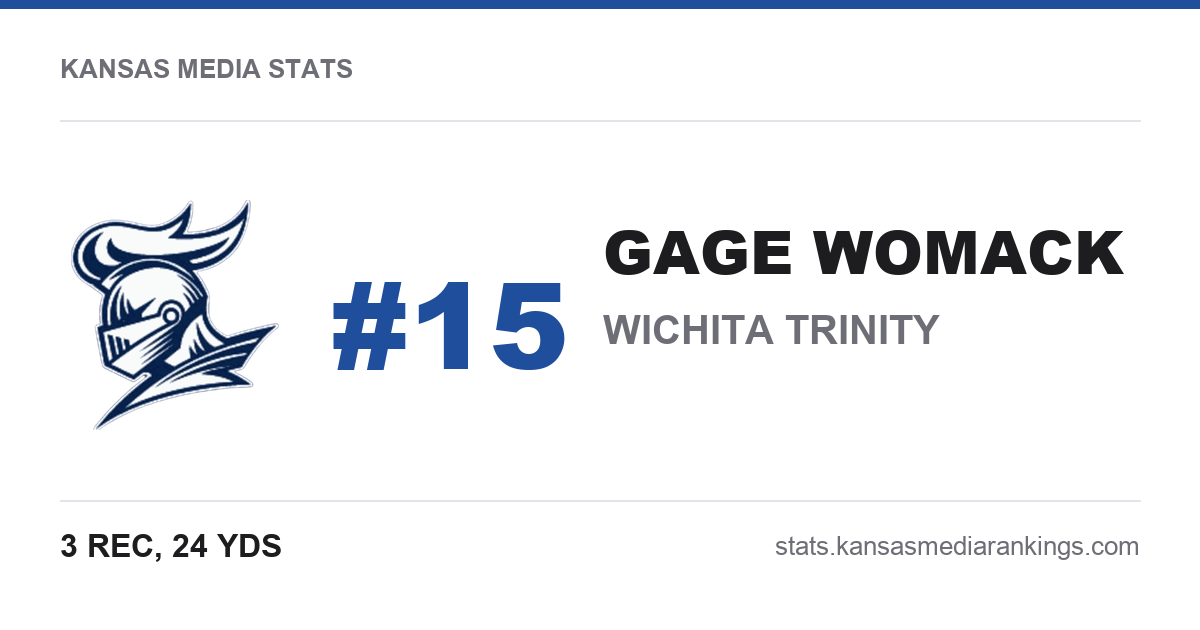 KANSAS MEDIA STATS
#15
GAGE WOMACK
WICHITA TRINITY
3 REC, 24 YDS
stats.kansasmediarankings.com